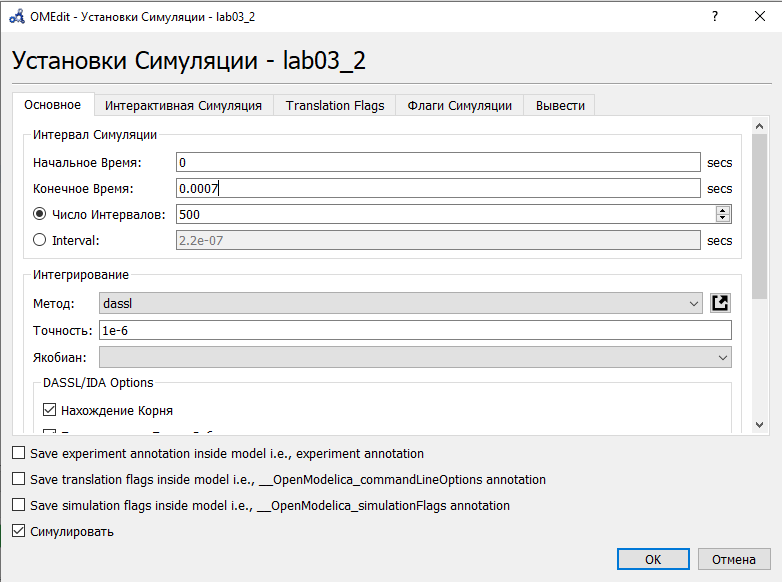 OMEdit - Установки Симуляции - lab03_2
Установки Симуляции - lab03_2
Основное Интерактивная Симуляция Translation Flags Флаги Симуляции Вывести
Интервал Симуляции
Начальное Время: 0 secs
Конечное Время: 0.0007 secs
Число Интервалов: 500
Interval: 2.2e-07 secs
Интегрирование
Метод: dassl
Точность: 1e-6
Якобиан:
DASSL/IDA Options
Нахождение Корня
Save experiment annotation inside model i.e., experiment annotation
Save translation flags inside model i.e., __OpenModelica_commandLineOptions annotation
Save simulation flags inside model i.e., __OpenModelica_simulationFlags annotation
Симулировать
OK Отмена